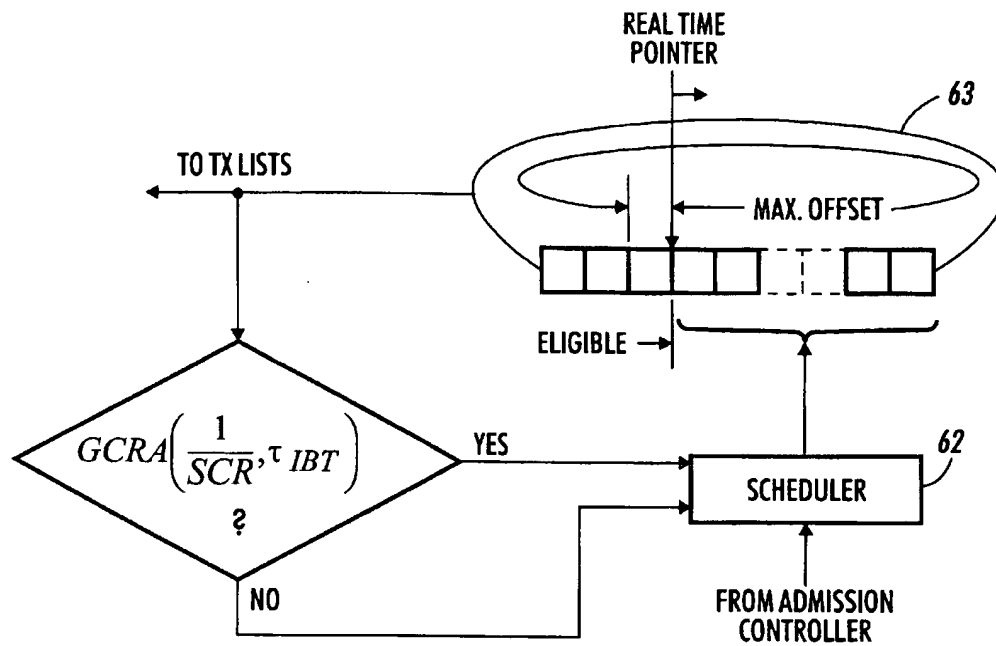 REAL TIME
POINTER
63
TO TX LISTS
MAX. OFFSET
ELIGIBLE
GCRA(1/SCR, τ IBT)
?
YES
62
SCHEDULER
NO
FROM ADMISSION
CONTROLLER